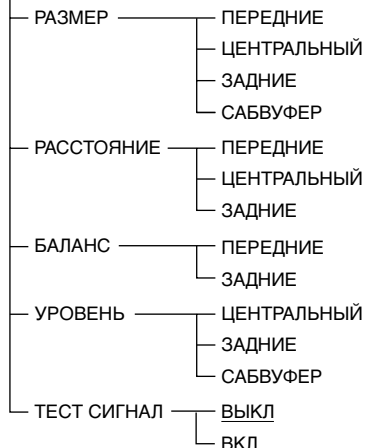 РАЗМЕР ПЕРЕДНИЕ
ЦЕНТРАЛЬНЫЙ
ЗАДНИЕ
САБВУФЕР
РАССТОЯНИЕ ПЕРЕДНИЕ
ЦЕНТРАЛЬНЫЙ
ЗАДНИЕ
БАЛАНС ПЕРЕДНИЕ
ЗАДНИЕ
УРОВЕНЬ ЦЕНТРАЛЬНЫЙ
ЗАДНИЕ
САБВУФЕР
ТЕСТ СИГНАЛ ВЫКЛ
ВКЛ